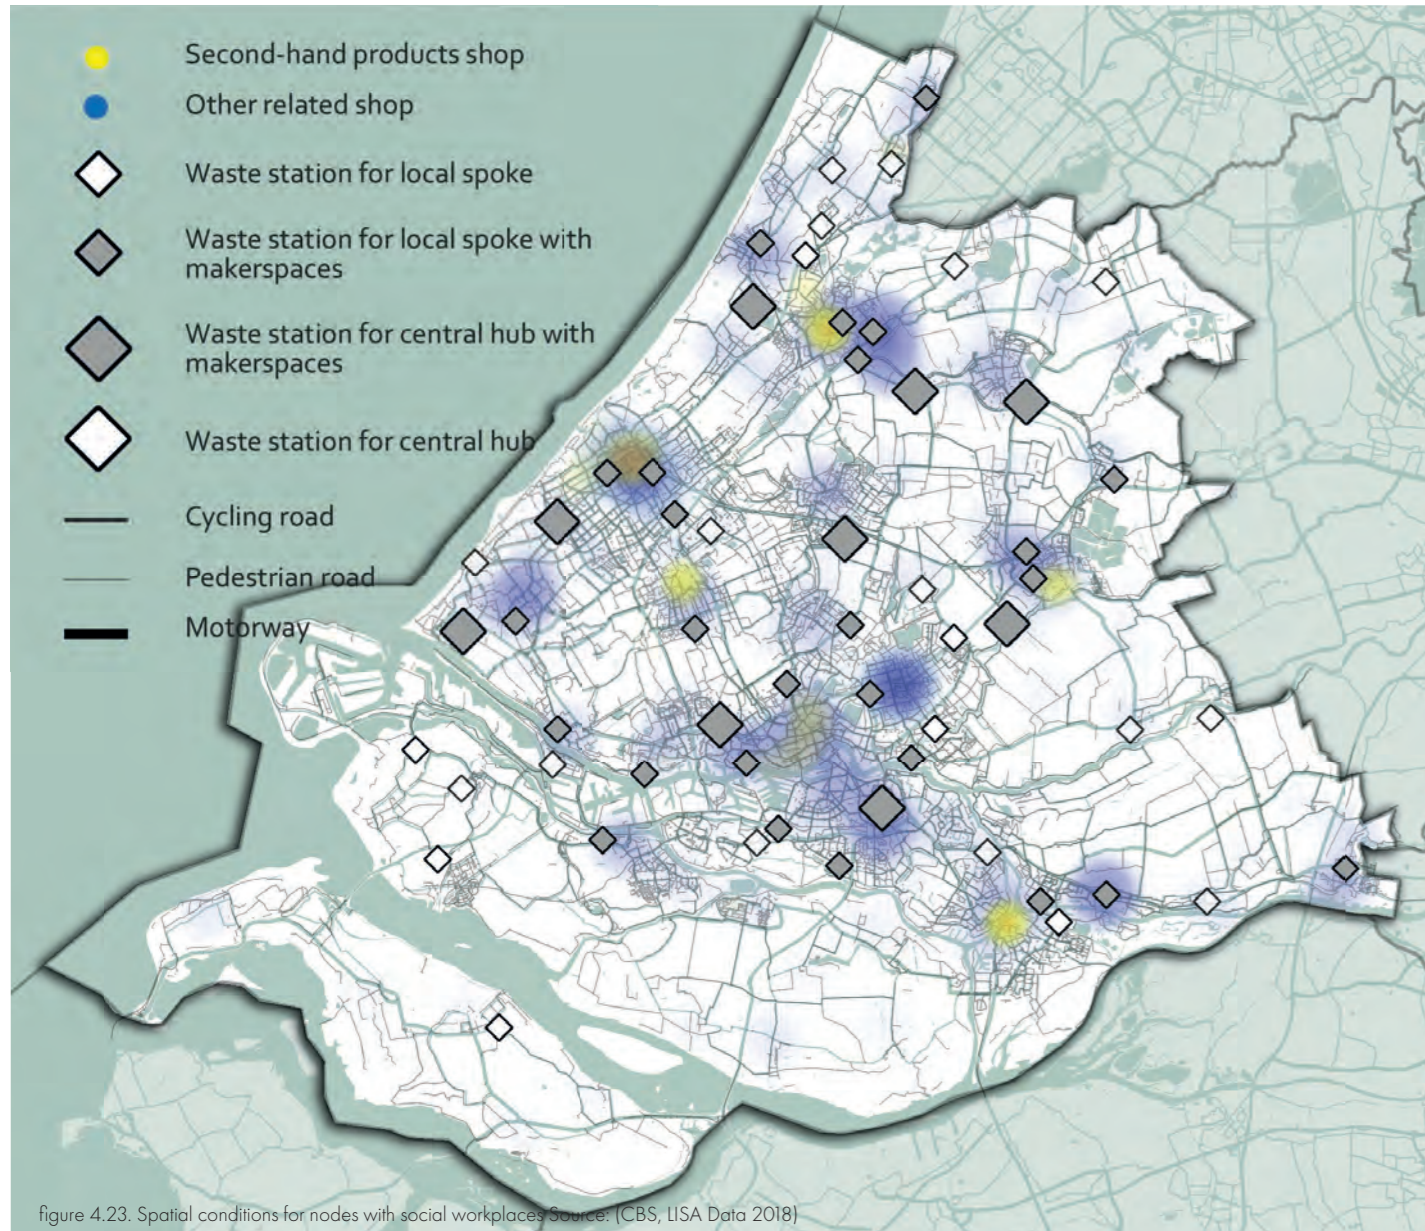 Second-hand products shop
Other related shop
Waste station for local spoke
Waste station for local spoke with
makerspaces
Waste station for central hub with
makerspaces
Waste station for central hub
Cycling road
Pedestrian road
Motorway
figure 4.23. Spatial conditions for nodes with social workplaces Source: (CBS, LISA Data 2018)